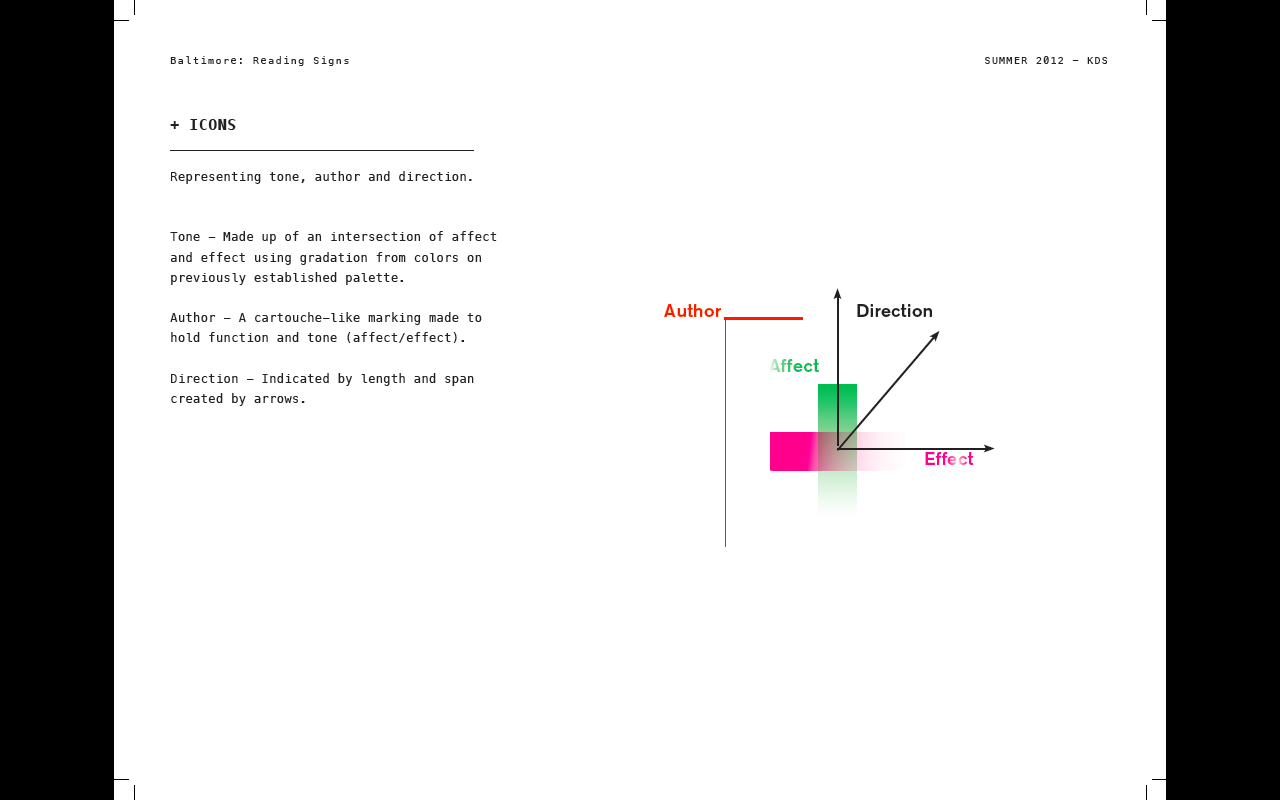 Baltimore: Reading Signs
SUMMER 2012 – KDS
+ ICONS
Representing tone, author and direction.
Tone – Made up of an intersection of affect
and effect using gradation from colors on
previously established palette.
Author – A cartouche–like marking made to
hold function and tone (affect/effect).
Direction – Indicated by length and span
created by arrows.
Author
Direction
Affect
Effect